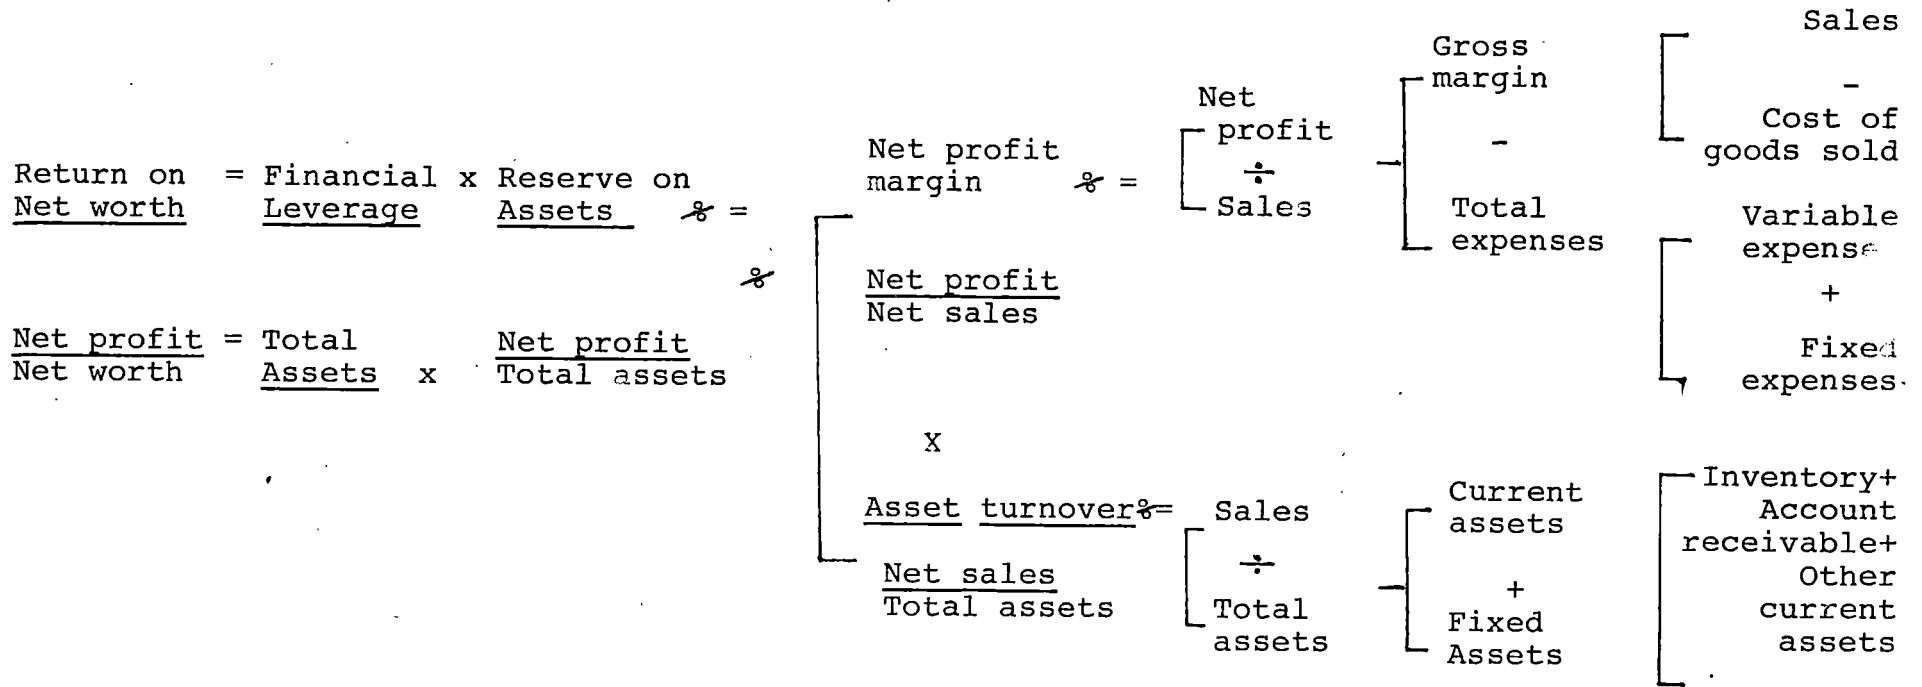 Return on = Financial x Reserve on
Net worth Leverage Assets % =
%
Net profit = Total Net profit
Net worth Assets x Total assets
Net profit
margin % =
Net profit
Net sales
X
Asset turnover%=
Net sales
Total assets
Net
profit
÷
Sales
Sales
÷
Total
assets
Gross
margin
-
Total
expenses
Current
assets
+
Fixed
Assets
Sales
-
Cost of
goods sold
Variable
expense
+
Fixed
expenses
Inventory+
Account
receivable+
Other
current
assets